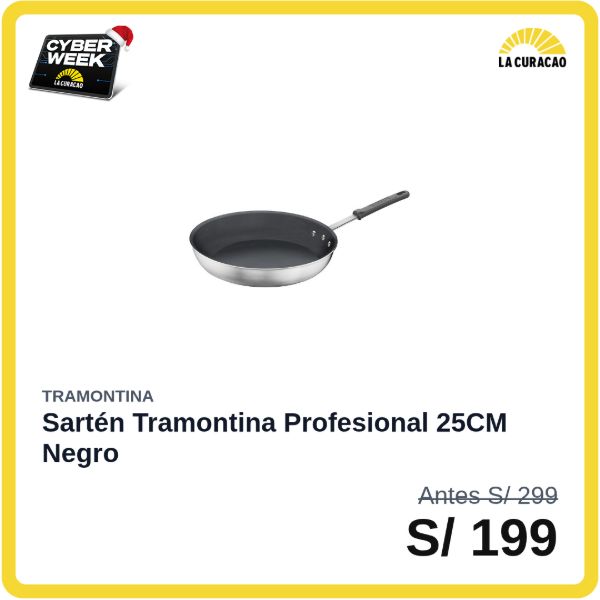 CYBER
WEEK
LA CURACAO
LA CURACAO
TRAMONTINA
Sartén Tramontina Profesional 25CM
Negro
Antes S/ 299
S/ 199